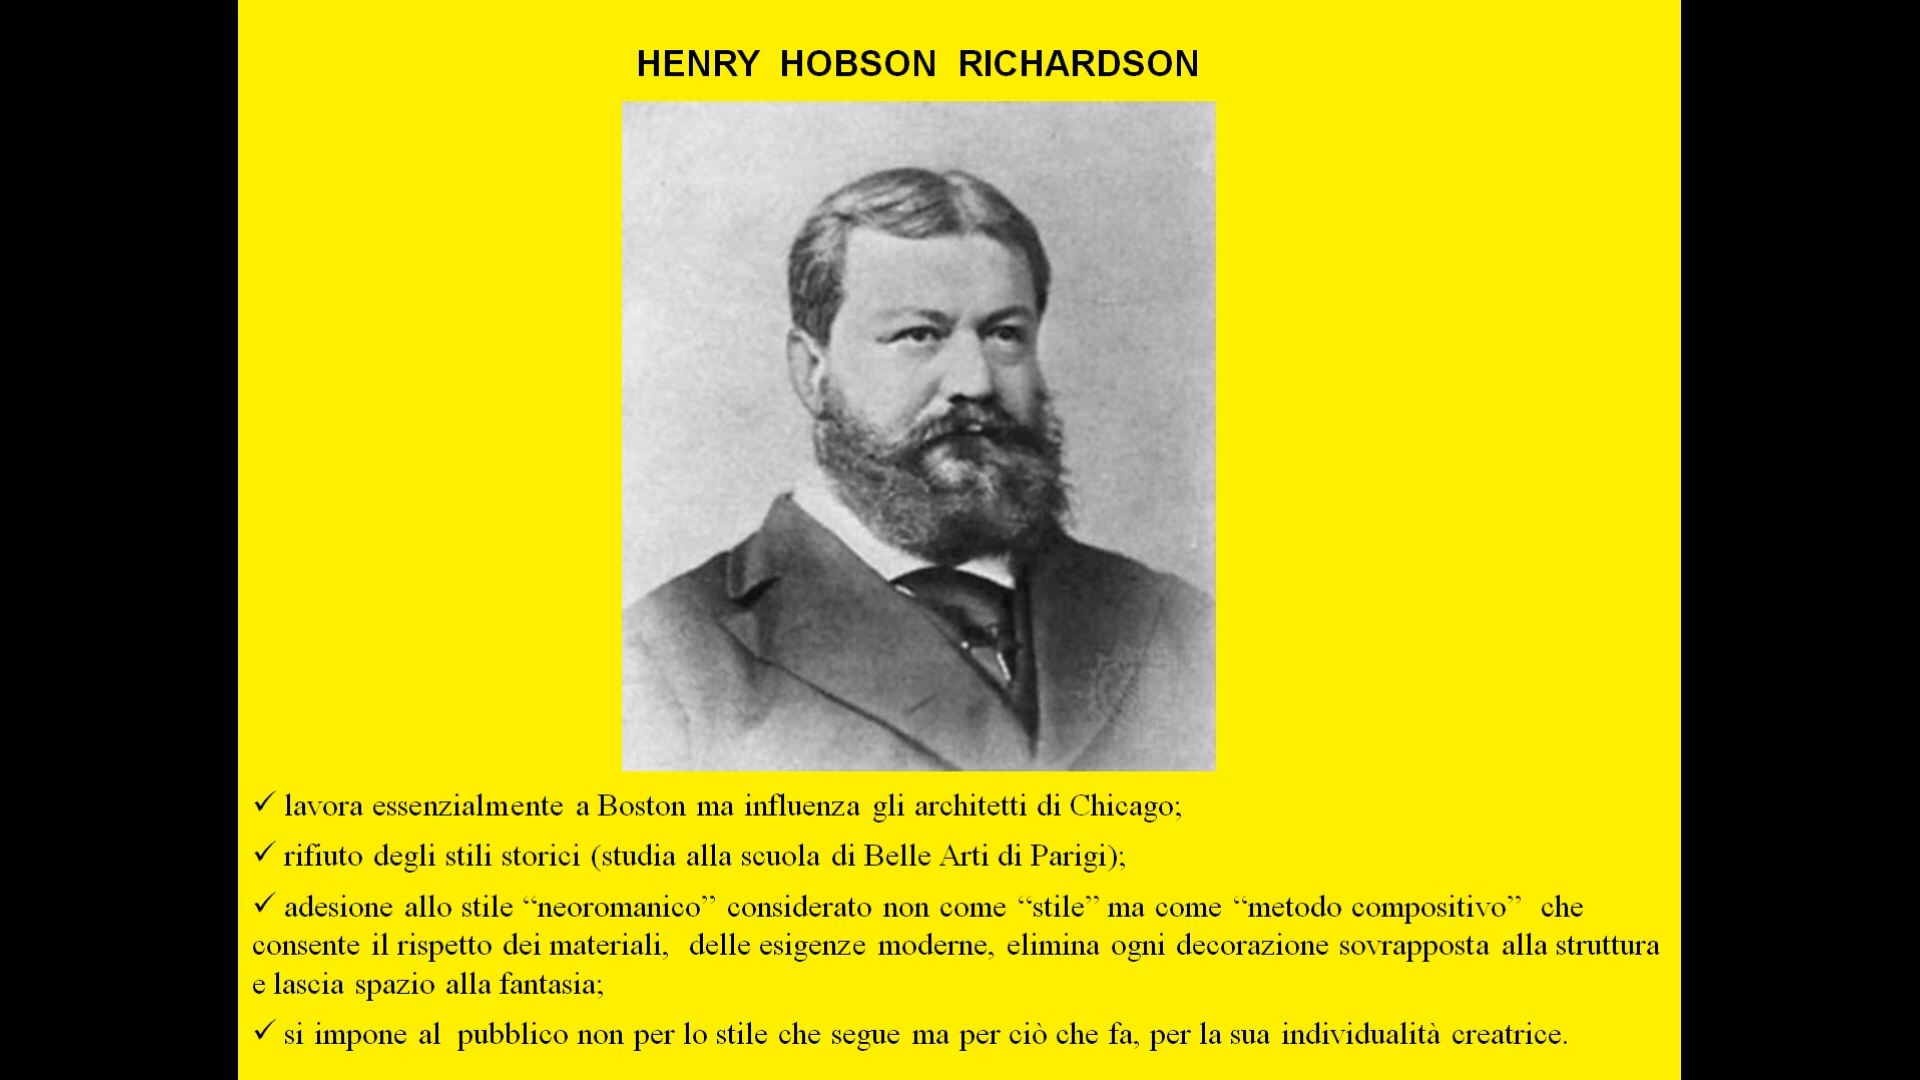 HENRY HOBSON RICHARDSON
✓ lavora essenzialmente a Boston ma influenza gli architetti di Chicago;
✓ rifiuto degli stili storici (studia alla scuola di Belle Arti di Parigi);
✓ adesione allo stile “neoromanico” considerato non come “stile” ma come “metodo compositivo” che
consente il rispetto dei materiali, delle esigenze moderne, elimina ogni decorazione sovrapposta alla struttura
e lascia spazio alla fantasia;
✓ si impone al pubblico non per lo stile che segue ma per ciò che fa, per la sua individualità creatrice.